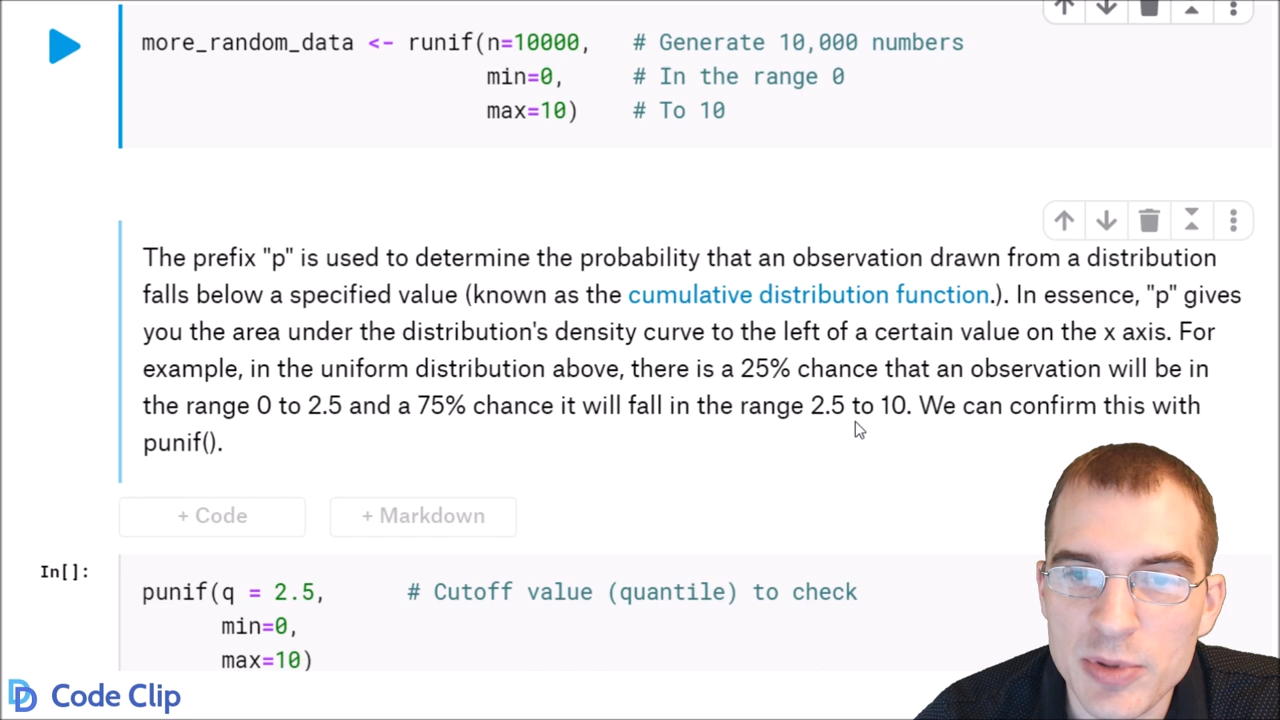 more_random_data <- runif(n=10000,   # Generate 10,000 numbers
min=0,   # In the range 0
max=10)   # To 10
The prefix "p" is used to determine the probability that an observation drawn from a distribution
falls below a specified value (known as the cumulative distribution function.). In essence, "p" gives
you the area under the distribution's density curve to the left of a certain value on the x axis. For
example, in the uniform distribution above, there is a 25% chance that an observation will be in
the range 0 to 2.5 and a 75% chance it will fall in the range 2.5 to 10. We can confirm this with
punif().
+ Code   + Markdown
In[]:
punif(q = 2.5,   # Cutoff value (quantile) to check
min=0,
max=10)
Code Clip